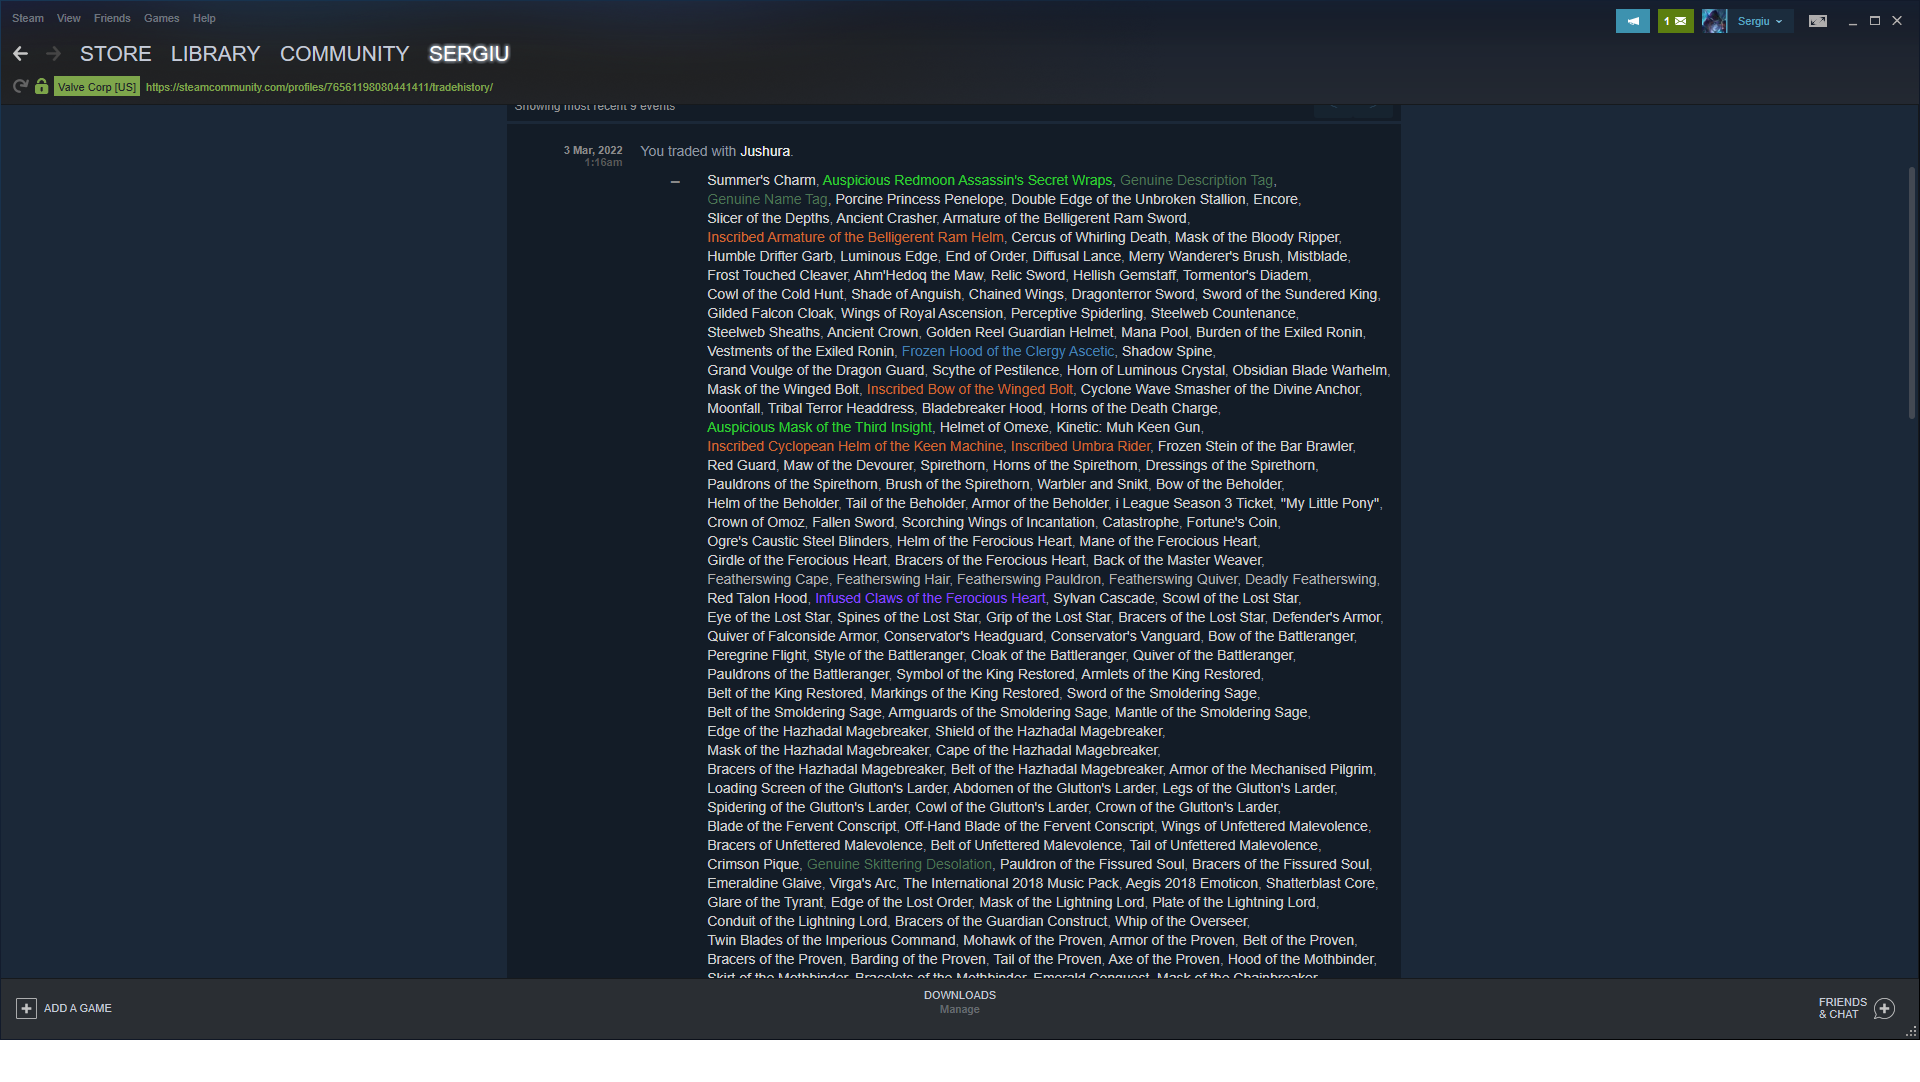 Steam View Friends Games Help
1 Sergiu
STORE LIBRARY COMMUNITY SERGIU
Valve Corp [US] https://steamcommunity.com/profiles/76561198080441411/tradehistory/
Showing most recent 9 events
3 Mar, 2022 You traded with Jushura.
1:16am
– Summer's Charm, Auspicious Redmoon Assassin's Secret Wraps, Genuine Description Tag,
Genuine Name Tag, Porcine Princess Penelope, Double Edge of the Unbroken Stallion, Encore,
Slicer of the Depths, Ancient Crasher, Armature of the Belligerent Ram Sword,
Inscribed Armature of the Belligerent Ram Helm, Cercus of Whirling Death, Mask of the Bloody Ripper,
Humble Drifter Garb, Luminous Edge, End of Order, Diffusal Lance, Merry Wanderer's Brush, Mistblade,
Frost Touched Cleaver, Ahm'Hedoq the Maw, Relic Sword, Hellish Gemstaff, Tormentor's Diadem,
Cowl of the Cold Hunt, Shade of Anguish, Chained Wings, Dragonterror Sword, Sword of the Sundered King,
Gilded Falcon Cloak, Wings of Royal Ascension, Perceptive Spiderling, Steelweb Countenance,
Steelweb Sheaths, Ancient Crown, Golden Reel Guardian Helmet, Mana Pool, Burden of the Exiled Ronin,
Vestments of the Exiled Ronin, Frozen Hood of the Clergy Ascetic, Shadow Spine,
Grand Voulge of the Dragon Guard, Scythe of Pestilence, Horn of Luminous Crystal, Obsidian Blade Warhelm,
Mask of the Winged Bolt, Inscribed Bow of the Winged Bolt, Cyclone Wave Smasher of the Divine Anchor,
Moonfall, Tribal Terror Headdress, Bladebreaker Hood, Horns of the Death Charge,
Auspicious Mask of the Third Insight, Helmet of Omexe, Kinetic: Muh Keen Gun,
Inscribed Cyclopean Helm of the Keen Machine, Inscribed Umbra Rider, Frozen Stein of the Bar Brawler,
Red Guard, Maw of the Devourer, Spirethorn, Horns of the Spirethorn, Dressings of the Spirethorn,
Pauldrons of the Spirethorn, Brush of the Spirethorn, Warbler and Snikt, Bow of the Beholder,
Helm of the Beholder, Tail of the Beholder, Armor of the Beholder, i League Season 3 Ticket, "My Little Pony",
Crown of Omoz, Fallen Sword, Scorching Wings of Incantation, Catastrophe, Fortune's Coin,
Ogre's Caustic Steel Blinders, Helm of the Ferocious Heart, Mane of the Ferocious Heart,
Girdle of the Ferocious Heart, Bracers of the Ferocious Heart, Back of the Master Weaver,
Featherswing Cape, Featherswing Hair, Featherswing Pauldron, Featherswing Quiver, Deadly Featherswing,
Red Talon Hood, Infused Claws of the Ferocious Heart, Sylvan Cascade, Scowl of the Lost Star,
Eye of the Lost Star, Spines of the Lost Star, Grip of the Lost Star, Bracers of the Lost Star, Defender's Armor,
Quiver of Falconside Armor, Conservator's Headguard, Conservator's Vanguard, Bow of the Battleranger,
Peregrine Flight, Style of the Battleranger, Cloak of the Battleranger, Quiver of the Battleranger,
Pauldrons of the Battleranger, Symbol of the King Restored, Armlets of the King Restored,
Belt of the King Restored, Markings of the King Restored, Sword of the Smoldering Sage,
Belt of the Smoldering Sage, Armguards of the Smoldering Sage, Mantle of the Smoldering Sage,
Edge of the Hazhadal Magebreaker, Shield of the Hazhadal Magebreaker,
Mask of the Hazhadal Magebreaker, Cape of the Hazhadal Magebreaker,
Bracers of the Hazhadal Magebreaker, Belt of the Hazhadal Magebreaker, Armor of the Mechanised Pilgrim,
Loading Screen of the Glutton's Larder, Abdomen of the Glutton's Larder, Legs of the Glutton's Larder,
Spidering of the Glutton's Larder, Cowl of the Glutton's Larder, Crown of the Glutton's Larder,
Blade of the Fervent Conscript, Off-Hand Blade of the Fervent Conscript, Wings of Unfettered Malevolence,
Bracers of Unfettered Malevolence, Belt of Unfettered Malevolence, Tail of Unfettered Malevolence,
Crimson Pique, Genuine Skittering Desolation, Pauldron of the Fissured Soul, Bracers of the Fissured Soul,
Emeraldine Glaive, Virga's Arc, The International 2018 Music Pack, Aegis 2018 Emoticon, Shatterblast Core,
Glare of the Tyrant, Edge of the Lost Order, Mask of the Lightning Lord, Plate of the Lightning Lord,
Conduit of the Lightning Lord, Bracers of the Guardian Construct, Whip of the Overseer,
Twin Blades of the Imperious Command, Mohawk of the Proven, Armor of the Proven, Belt of the Proven,
Bracers of the Proven, Barding of the Proven, Tail of the Proven, Axe of the Proven, Hood of the Mothbinder,
Skirt of the Mothbinder, Bracelets of the Mothbinder, Emerald Conquest, Mask of the Chainbreaker,
ADD A GAME
DOWNLOADS
Manage
FRIENDS
& CHAT